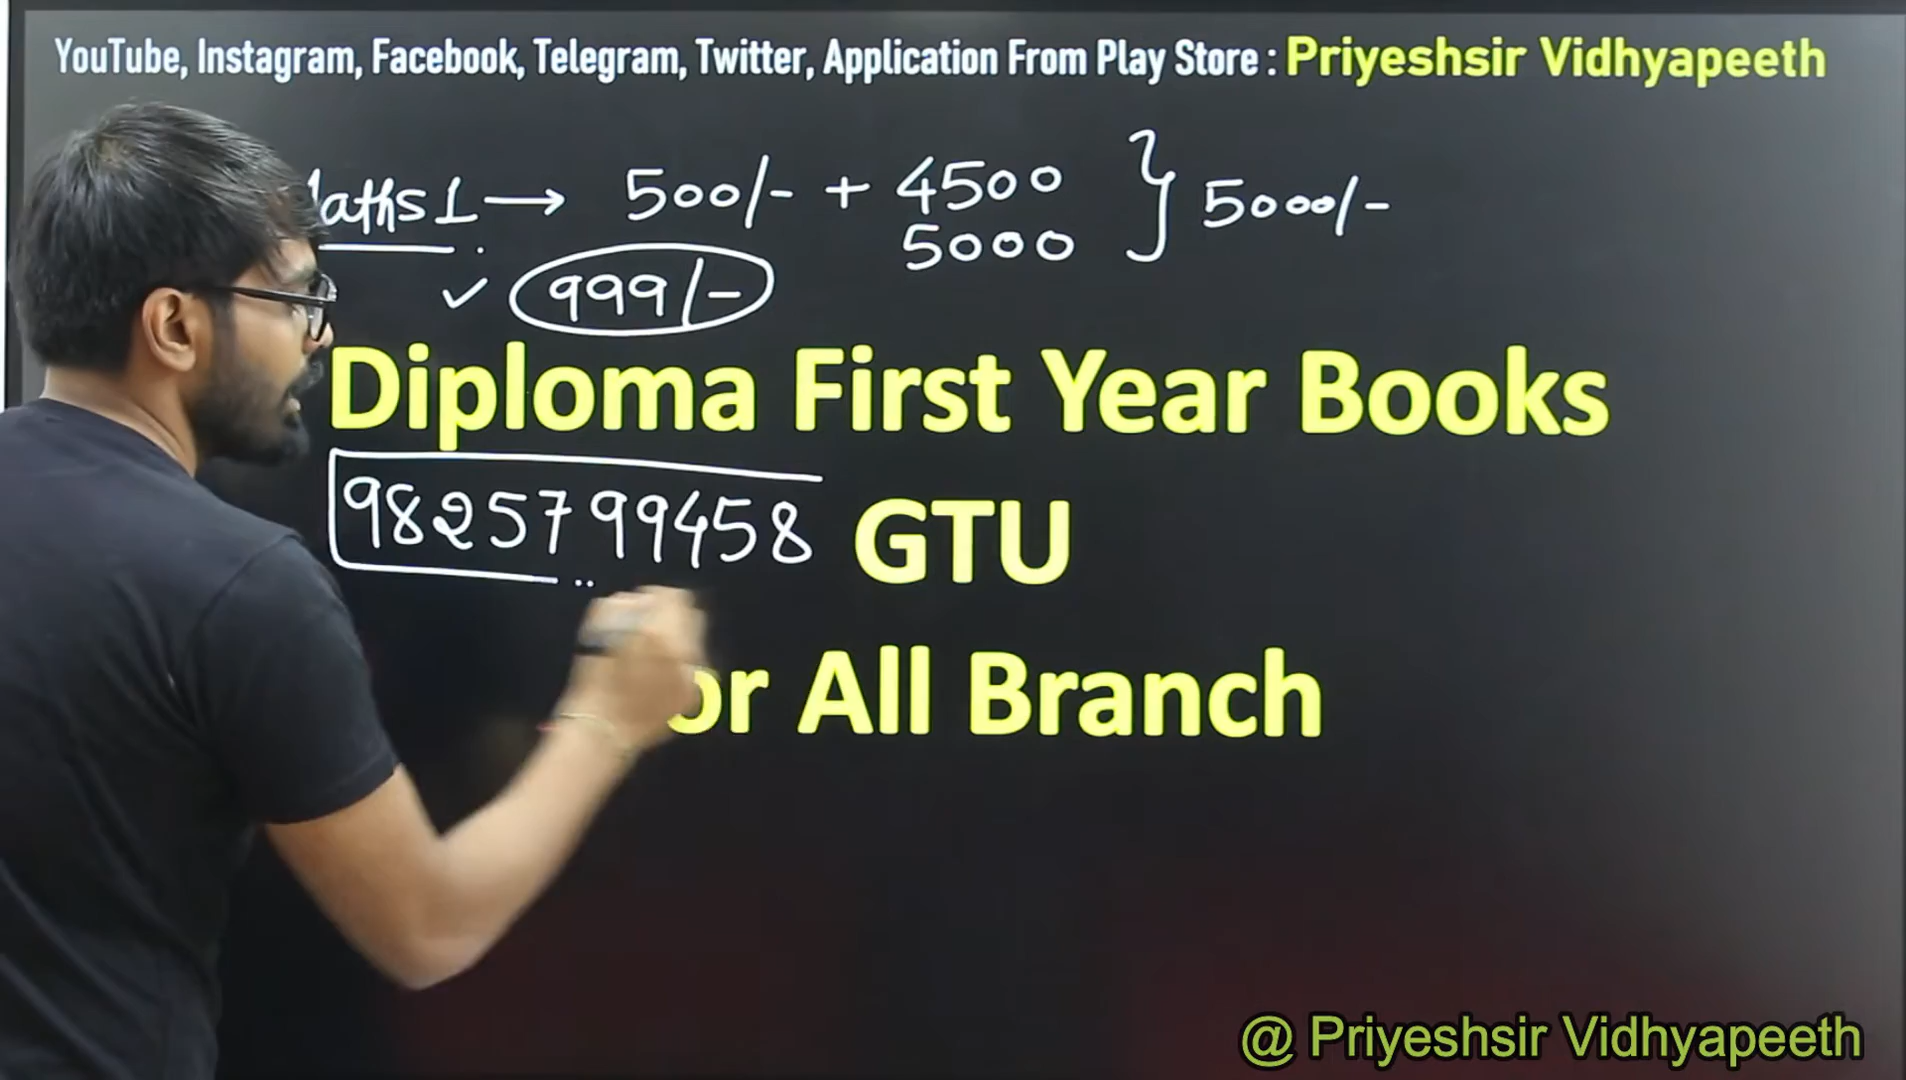 YouTube, Instagram, Facebook, Telegram, Twitter, Application From Play Store : Priyeshsir Vidhyapeeth
aths 1 → 500/- + 4500 } 5000/-
5000
✓ 999/-
Diploma First Year Books
9825799458 GTU
or All Branch
@ Priyeshsir Vidhyapeeth